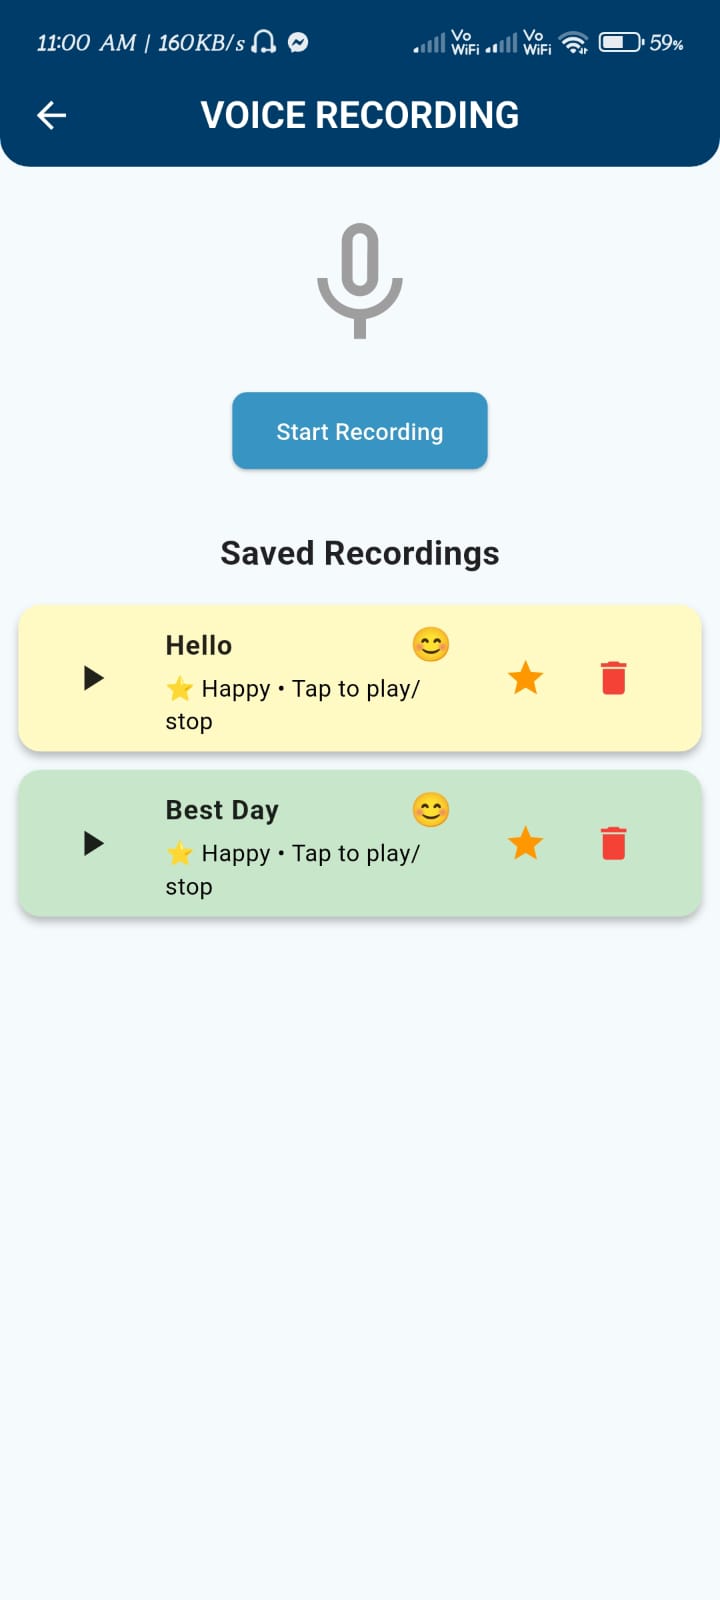 11:00 AM | 160KB/s Vo WiFi Vo WiFi 59%
VOICE RECORDING
Start Recording
Saved Recordings
Hello 😊
⭐ Happy • Tap to play/
stop
Best Day 😊
⭐ Happy • Tap to play/
stop